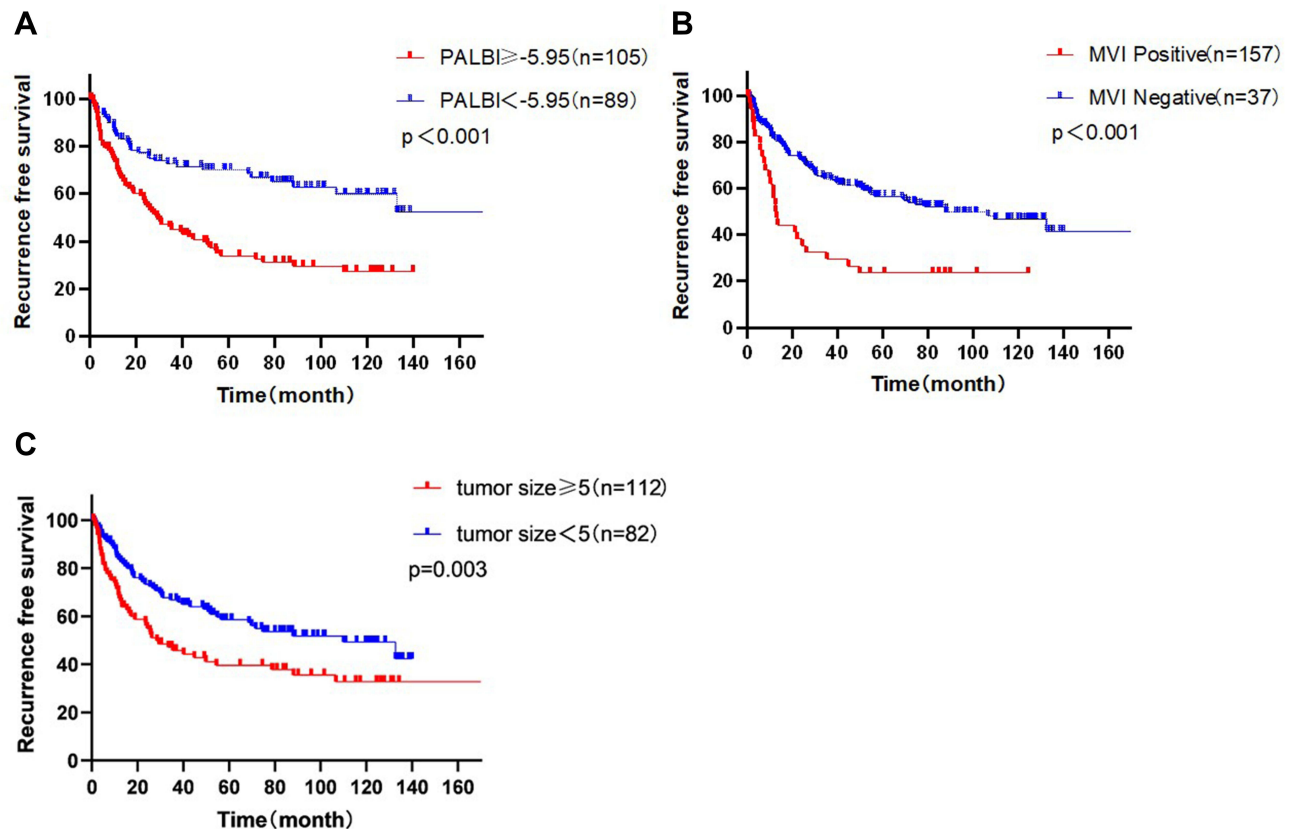 A
PALBI≥-5.95(n=105)
PALBI<-5.95(n=89)
p<0.001
Recurrence free survival
100
80
60
40
20
0
0 20 40 60 80 100 120 140 160
Time(month)
B
MVI Positive(n=157)
MVI Negative(n=37)
p<0.001
Recurrence free survival
100
80
60
40
20
0
0 20 40 60 80 100 120 140 160
Time(month)
C
tumor size≥5(n=112)
tumor size<5(n=82)
p=0.003
Recurrence free survival
100
80
60
40
20
0
0 20 40 60 80 100 120 140 160
Time(month)